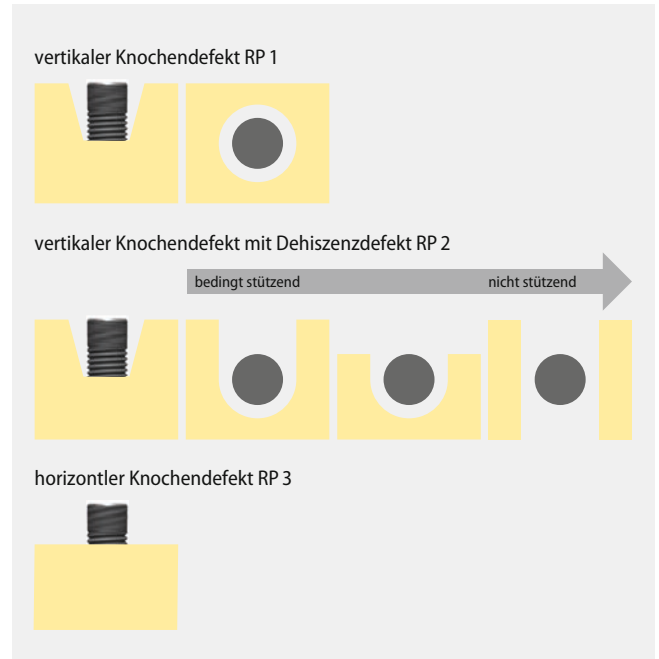 vertikaler Knochendefekt RP 1
vertikaler Knochendefekt mit Dehiszenzdefekt RP 2
bedingt stützend
nicht stützend
horizontler Knochendefekt RP 3